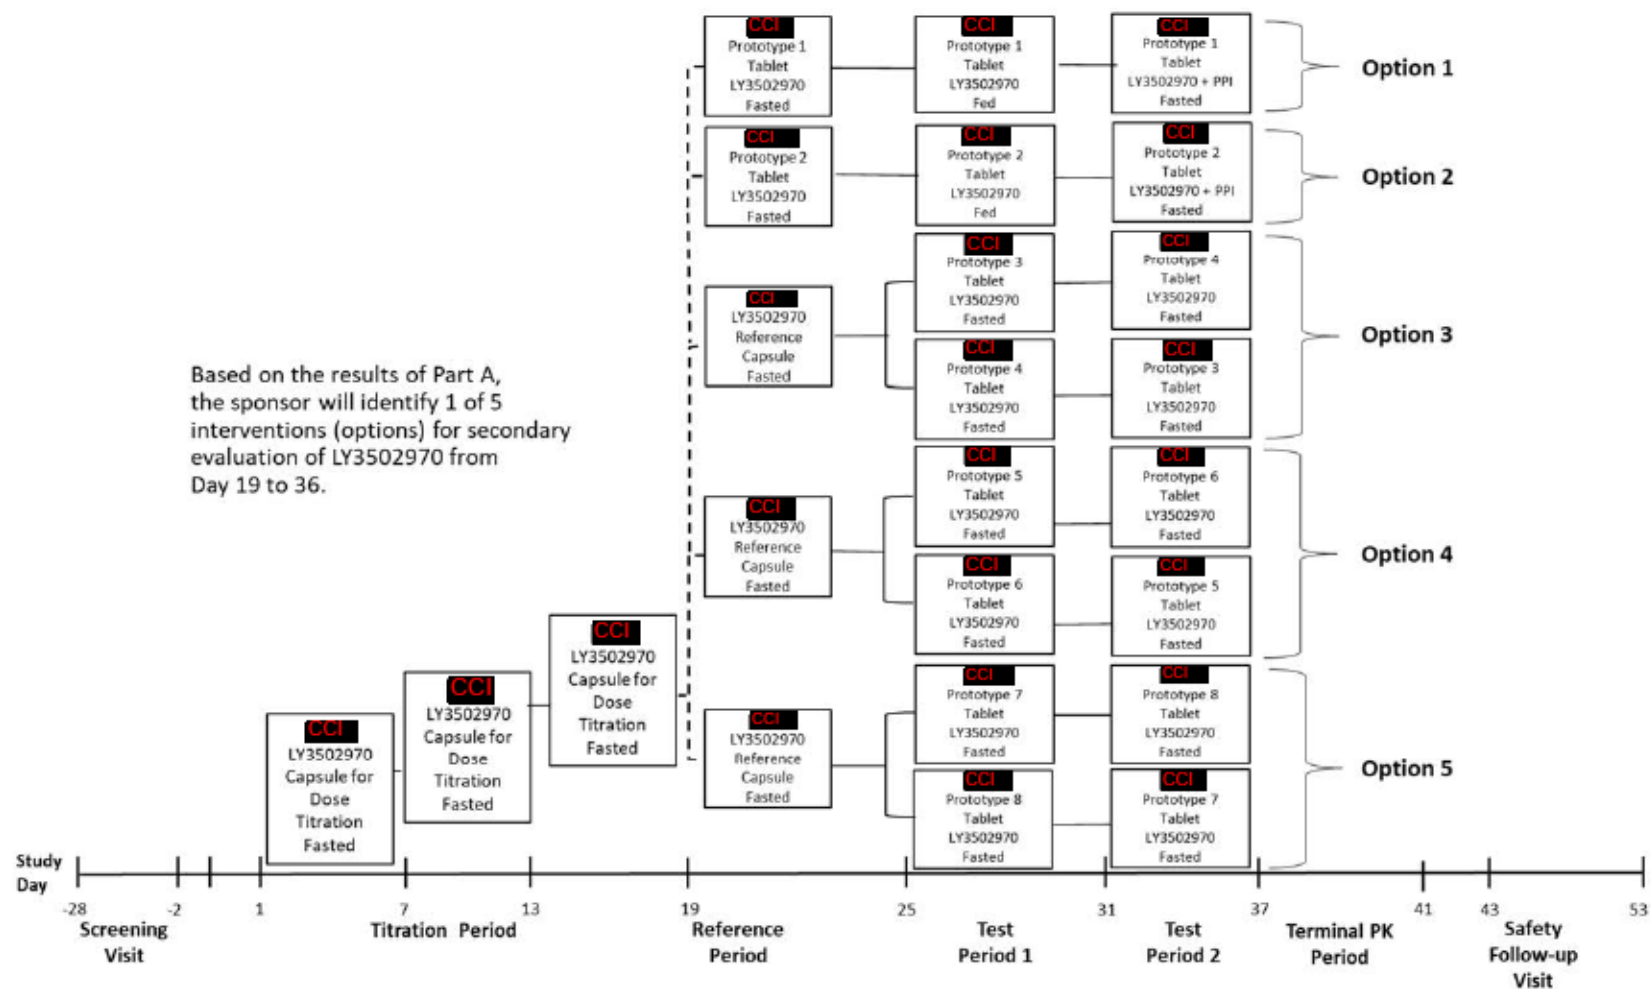 CCI
Prototype 1
Tablet
LY3502970
Fasted
CCI
Prototype 1
Tablet
LY3502970
Fed
CCI
Prototype 1
Tablet
LY3502970 + PPI
Fasted
Option 1
CCI
Prototype 2
Tablet
LY3502970
Fasted
CCI
Prototype 2
Tablet
LY3502970
Fed
CCI
Prototype 2
Tablet
LY3502970 + PPI
Fasted
Option 2
CCI
LY3502970
Reference
Capsule
Fasted
CCI
Prototype 3
Tablet
LY3502970
Fasted
CCI
Prototype 4
Tablet
LY3502970
Fasted
CCI
Prototype 4
Tablet
LY3502970
Fasted
CCI
Prototype 3
Tablet
LY3502970
Fasted
Option 3
Based on the results of Part A,
the sponsor will identify 1 of 5
interventions (options) for secondary
evaluation of LY3502970 from
Day 19 to 36.
CCI
LY3502970
Reference
Capsule
Fasted
CCI
Prototype 5
Tablet
LY3502970
Fasted
CCI
Prototype 6
Tablet
LY3502970
Fasted
CCI
Prototype 6
Tablet
LY3502970
Fasted
CCI
Prototype 5
Tablet
LY3502970
Fasted
Option 4
CCI
LY3502970
Capsule for
Dose
Titration
Fasted
CCI
LY3502970
Capsule for
Dose
Titration
Fasted
CCI
LY3502970
Capsule for
Dose
Titration
Fasted
CCI
LY3502970
Reference
Capsule
Fasted
CCI
Prototype 7
Tablet
LY3502970
Fasted
CCI
Prototype 8
Tablet
LY3502970
Fasted
CCI
Prototype 8
Tablet
LY3502970
Fasted
CCI
Prototype 7
Tablet
LY3502970
Fasted
Option 5
Study
Day
-28 -2 1 7 13 19 25 31 37 41 43 53
Screening
Visit
Titration Period
Reference
Period
Test
Period 1
Test
Period 2
Terminal PK
Period
Safety
Follow-up
Visit